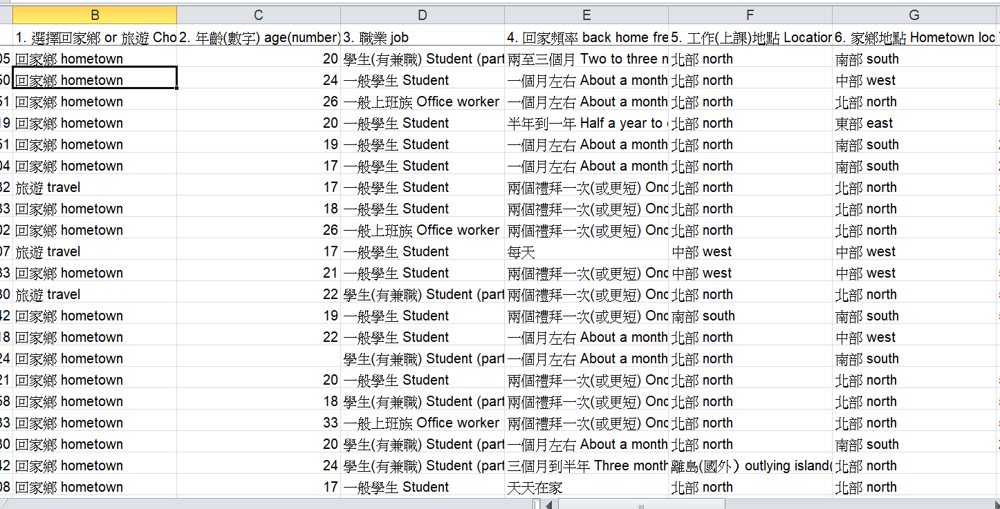 B C D E F G
1. 選擇回家鄉 or 旅遊 Cho 2. 年齡(數字) age(number) 3. 職業 job 4. 回家頻率 back home fre 5. 工作(上課)地點 Location 6. 家鄉地點 Hometown loc
05 回家鄉 hometown 20 學生(有兼職) Student (part 兩至三個月 Two to three 北部 north 南部 south
50 回家鄉 hometown 24 一般學生 Student 一個月左右 About a month 北部 north 中部 west
51 回家鄉 hometown 26 一般上班族 Office worker 一個月左右 About a month 北部 north 北部 north
19 回家鄉 hometown 20 一般學生 Student 半年到一年 Half a year to 北部 north 東部 east
51 回家鄉 hometown 19 一般學生 Student 一個月左右 About a month 北部 north 南部 south
04 回家鄉 hometown 17 一般學生 Student 一個月左右 About a month 北部 north 南部 south
32 旅遊 travel 17 一般學生 Student 兩個禮拜一次(或更短) Onc 北部 north 北部 north
33 回家鄉 hometown 18 一般學生 Student 兩個禮拜一次(或更短) Onc 北部 north 北部 north
02 回家鄉 hometown 26 一般上班族 Office worker 兩個禮拜一次(或更短) Onc 北部 north 北部 north
07 旅遊 travel 17 一般學生 Student 每天 中部 west 中部 west
33 回家鄉 hometown 21 一般學生 Student 兩個禮拜一次(或更短) Onc 中部 west 中部 west
30 旅遊 travel 22 學生(有兼職) Student (part 兩個禮拜一次(或更短) Onc 北部 north 北部 north
42 回家鄉 hometown 19 一般學生 Student 兩個禮拜一次(或更短) Onc 南部 south 南部 south
18 回家鄉 hometown 22 一般學生 Student 一個月左右 About a month 北部 north 中部 west
24 回家鄉 hometown 學生(有兼職) Student (part 一個月左右 About a month 北部 north 南部 south
21 回家鄉 hometown 20 一般學生 Student 兩個禮拜一次(或更短) Onc 北部 north 北部 north
58 回家鄉 hometown 18 學生(有兼職) Student (part 兩個禮拜一次(或更短) Onc 北部 north 北部 north
33 回家鄉 hometown 33 一般上班族 Office worker 兩個禮拜一次(或更短) Onc 北部 north 北部 north
30 回家鄉 hometown 20 學生(有兼職) Student (part 一個月左右 About a month 北部 north 南部 south
42 回家鄉 hometown 24 學生(有兼職) Student (part 三個月到半年 Three month 離島(國外）outlying island( 北部 north
08 回家鄉 hometown 17 一般學生 Student 天天在家 北部 north 北部 north